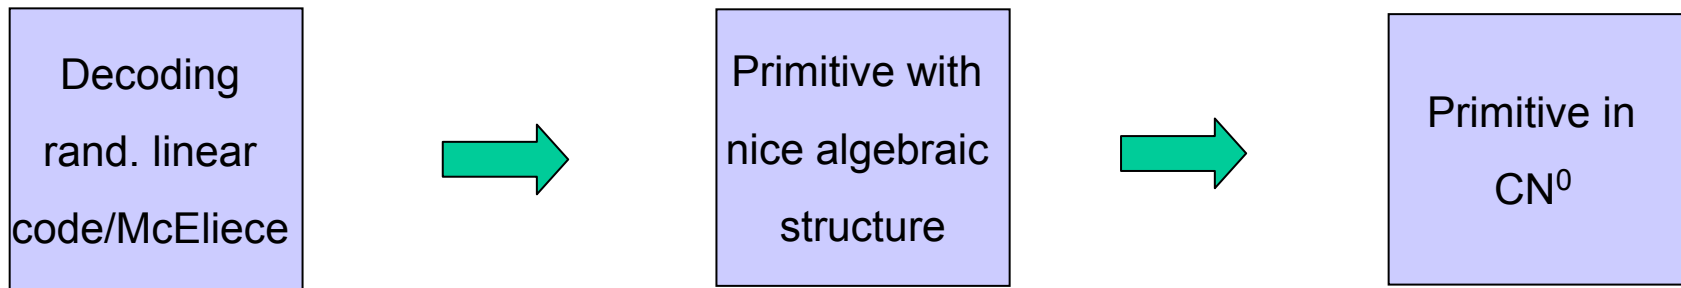 Decoding
rand. linear
code/McEliece
Primitive with
nice algebraic
structure
Primitive in
CN⁰